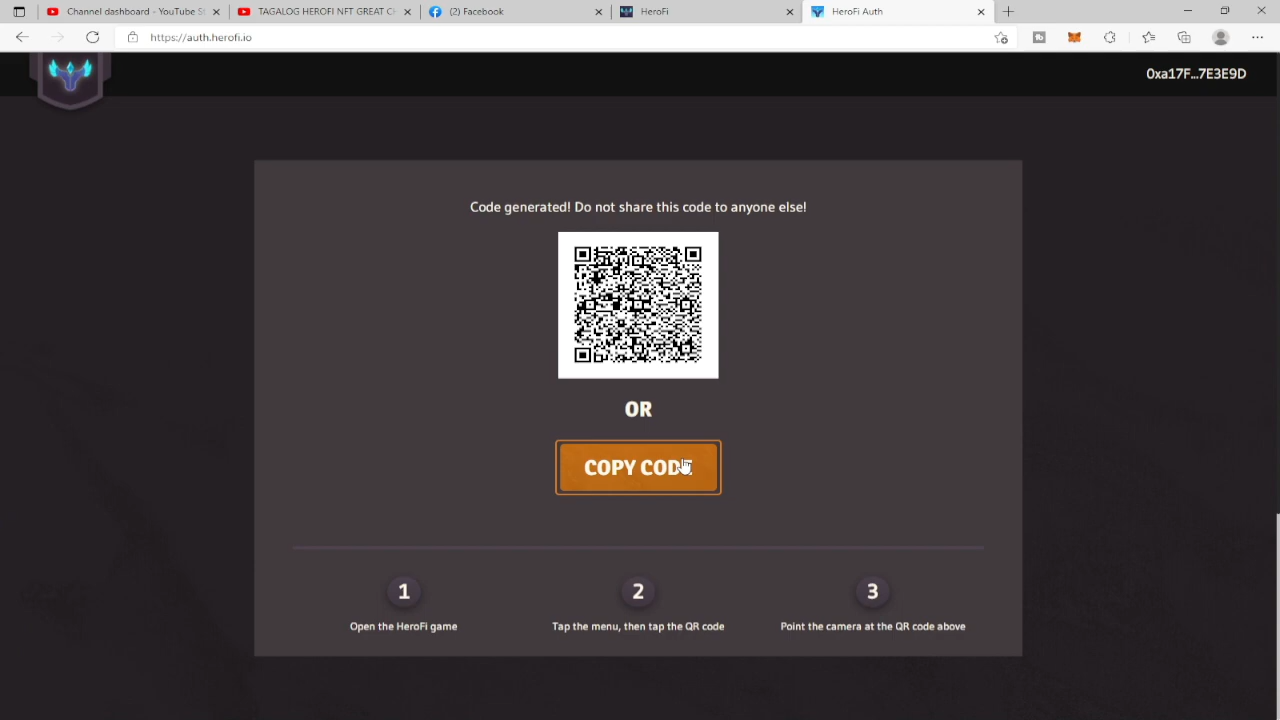 Channel dashboard - YouTube St
TAGALOG HEROFI NFT GREAT CH
(2) Facebook
HeroFi
HeroFi Auth
https://auth.herofi.io
0xa17F...7E3E9D
Code generated! Do not share this code to anyone else!
OR
COPY CODE
1
2
3
Open the HeroFi game
Tap the menu, then tap the QR code
Point the camera at the QR code above